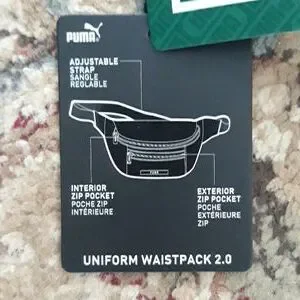 PUMA
ADJUSTABLE
STRAP
SANGLE
RÉGLABLE
INTERIOR
ZIP POCKET
POCHE ZIP
INTÉRIEURE
EXTERIOR
ZIP POCKET
POCHE
EXTÉRIEURE
ZIP
UNIFORM WAISTPACK 2.0